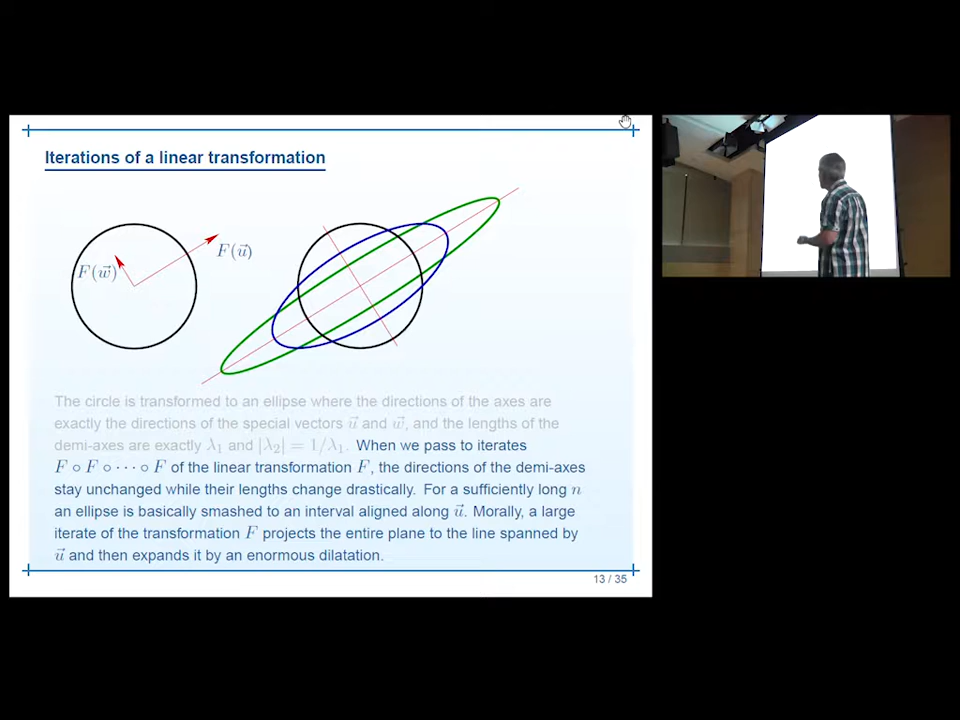 Iterations of a linear transformation
F(w⃗)
F(u⃗)
The circle is transformed to an ellipse where the directions of the axes are
exactly the directions of the special vectors u⃗ and w⃗, and the lengths of the
demi-axes are exactly λ₁ and |λ₂| = 1/λ₁. When we pass to iterates
F ∘ F ∘ ··· ∘ F of the linear transformation F, the directions of the demi-axes
stay unchanged while their lengths change drastically. For a sufficiently long n
an ellipse is basically smashed to an interval aligned along u⃗. Morally, a large
iterate of the transformation F projects the entire plane to the line spanned by
u⃗ and then expands it by an enormous dilatation.
13 / 35